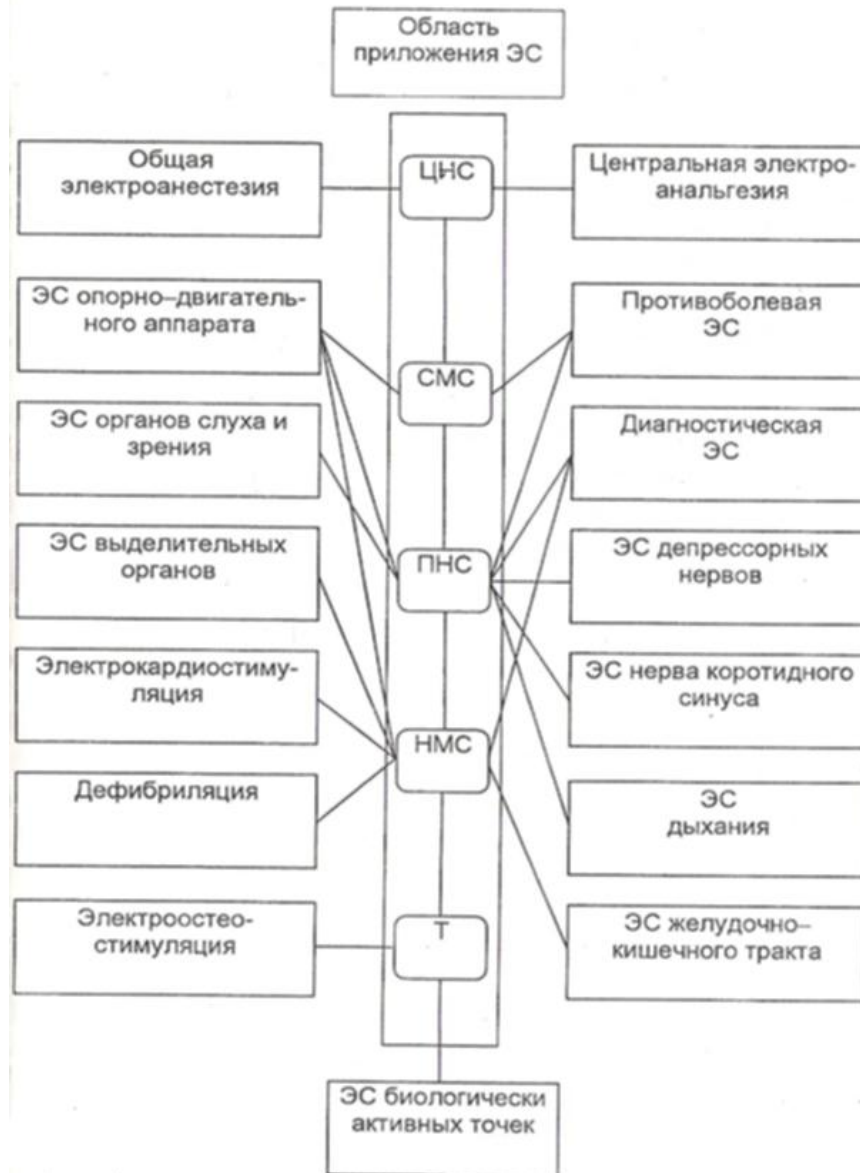 Область
приложения ЭС
Общая
электроанестезия
ЦНС
Центральная электро-
анальгезия
ЭС опорно–двигатель-
ного аппарата
СМС
Противоболевая
ЭС
ЭС органов слуха и
зрения
Диагностическая
ЭС
ЭС выделительных
органов
ПНС
ЭС депрессорных
нервов
Электрокардиостиму-
ляция
НМС
ЭС нерва коротидного
синуса
Дефибриляция
ЭС
дыхания
Электроостео-
стимуляция
Т
ЭС желудочно–
кишечного тракта
ЭС биологически
активных точек